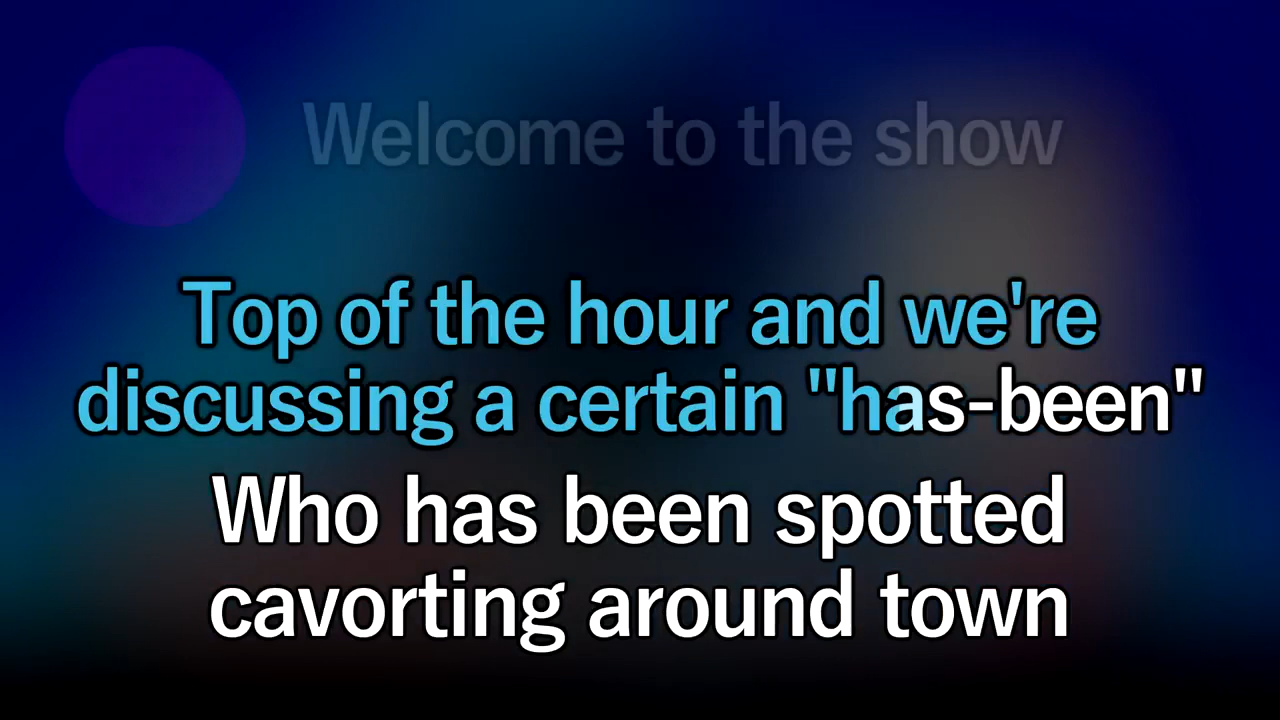 Welcome to the show
Top of the hour and we're
discussing a certain "has-been"
Who has been spotted
cavorting around town